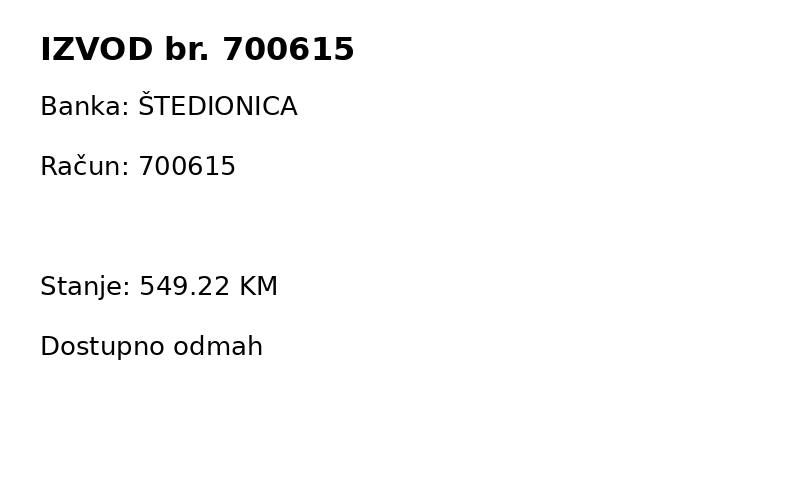 IZVOD br. 700615
Banka: ŠTEDIONICA
Račun: 700615
Stanje: 549.22 KM
Dostupno odmah